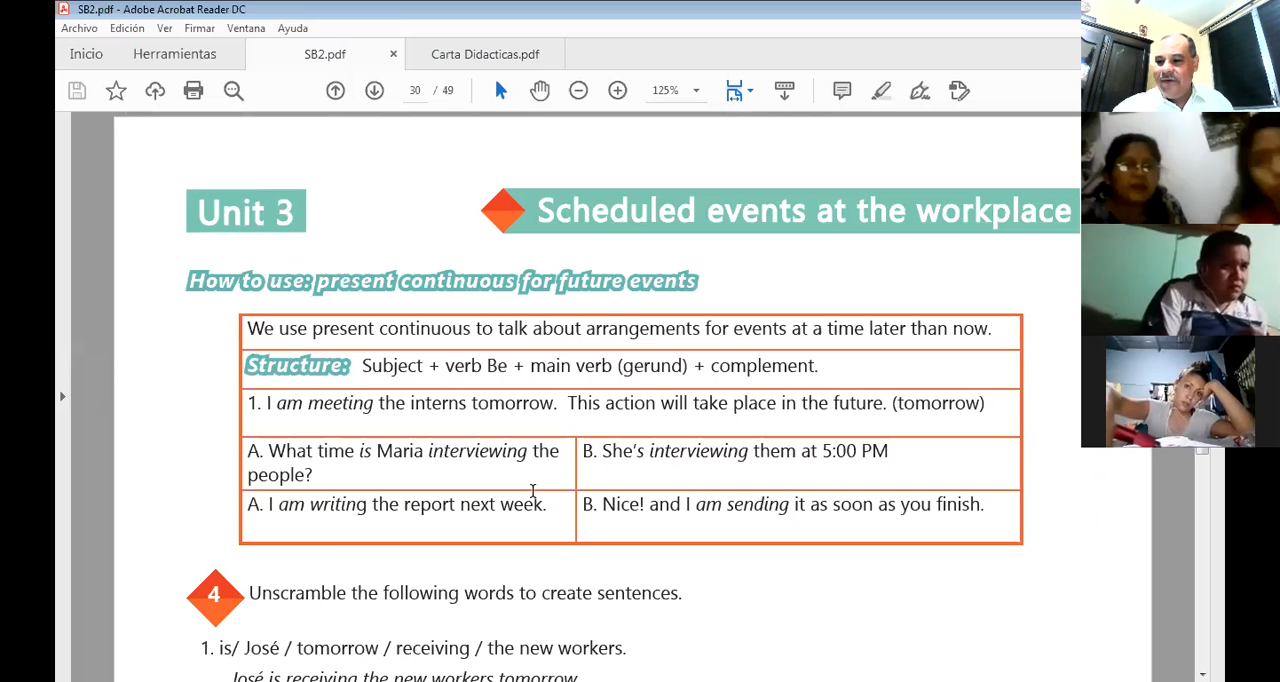 SB2.pdf - Adobe Acrobat Reader DC
Archivo Edición Ver Firmar Ventana Ayuda
Inicio Herramientas SB2.pdf × Carta Didacticas.pdf
30 / 49 125%
Unit 3 Scheduled events at the workplace
How to use: present continuous for future events
We use present continuous to talk about arrangements for events at a time later than now.
Structure: Subject + verb Be + main verb (gerund) + complement.
1. I am meeting the interns tomorrow. This action will take place in the future. (tomorrow)
A. What time is Maria interviewing the people? B. She's interviewing them at 5:00 PM
A. I am writing the report next week. B. Nice! and I am sending it as soon as you finish.
4 Unscramble the following words to create sentences.
1. is/ José / tomorrow / receiving / the new workers.
José is receiving the new workers tomorrow